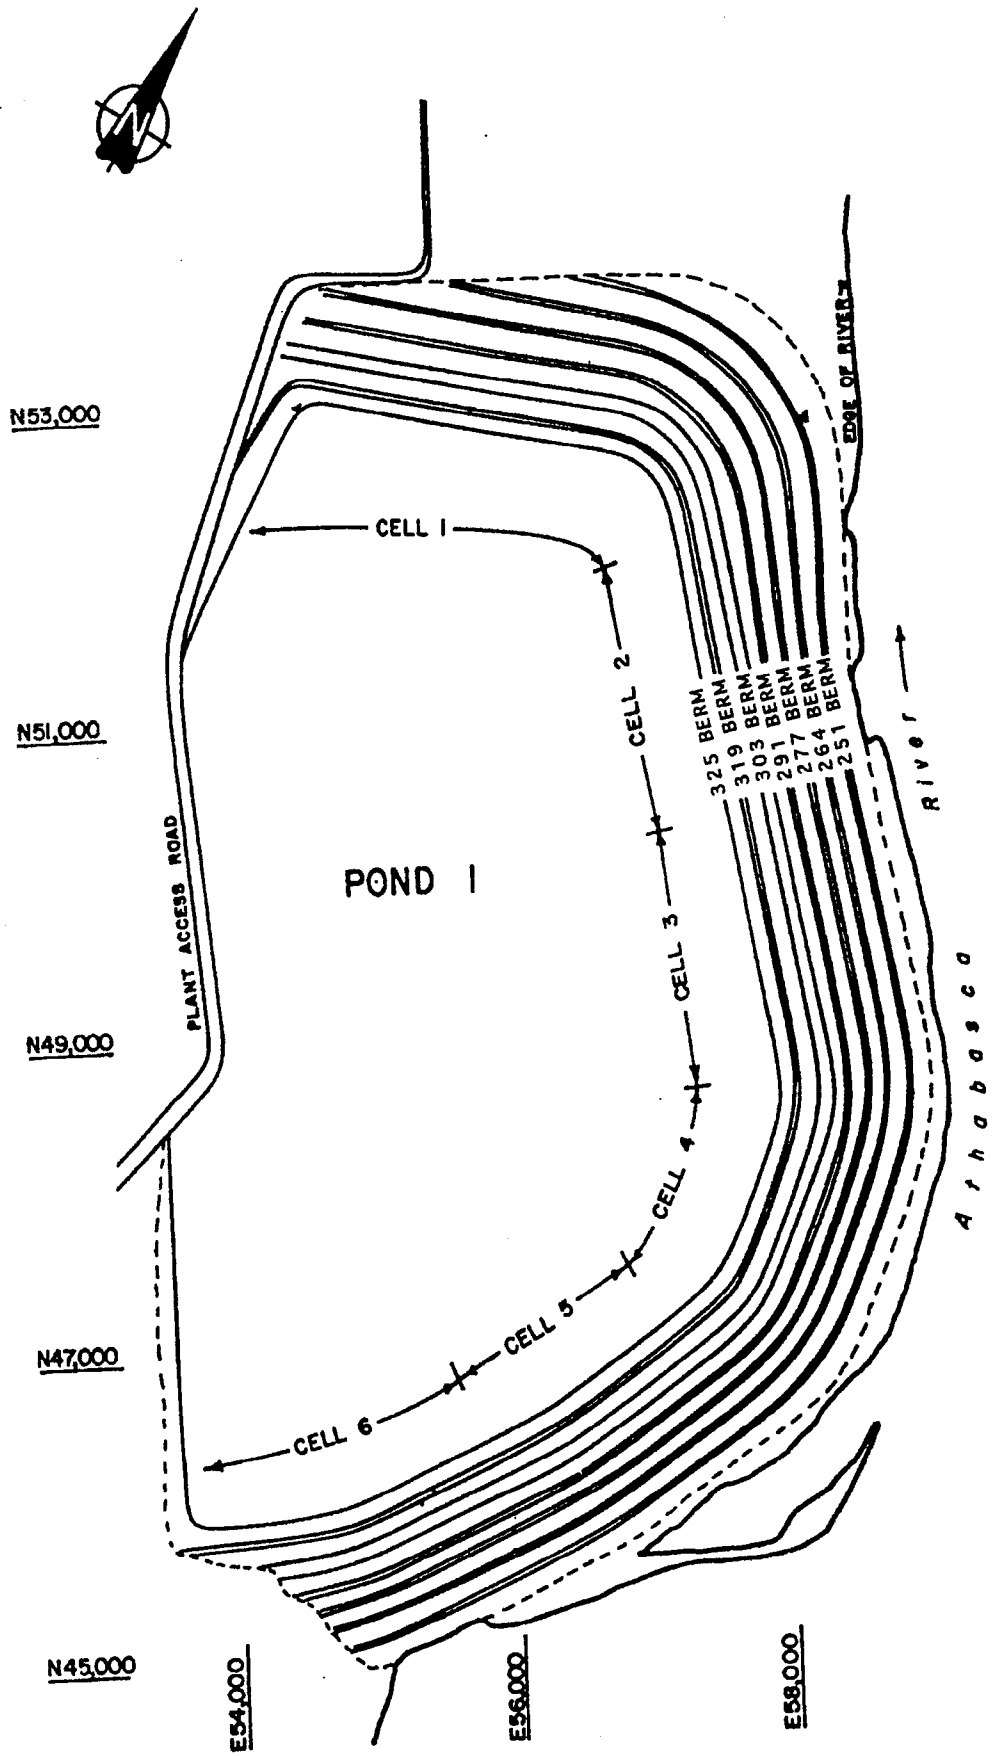 N
N53,000
EDGE OF RIVER
CELL 1
CELL 2
N51,000
325 BERM
319 BERM
303 BERM
291 BERM
277 BERM
264 BERM
251 BERM
PLANT ACCESS ROAD
POND 1
CELL 3
N49,000
Athabasca River
CELL 4
CELL 5
N47,000
CELL 6
N45,000
E54,000
E56,000
E58,000